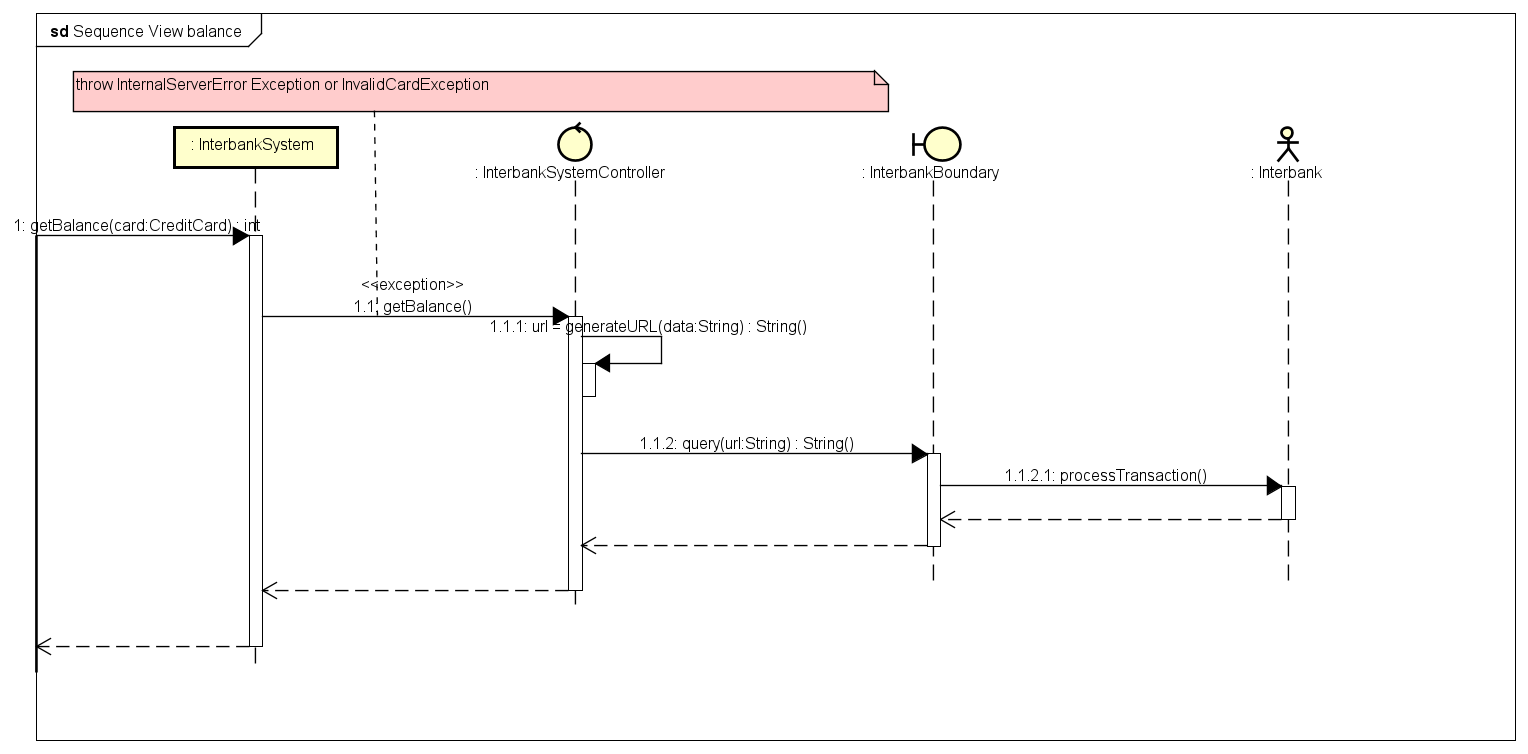 sd Sequence View balance
throw InternalServerError Exception or InvalidCardException
: InterbankSystem
: InterbankSystemController
: InterbankBoundary
: Interbank
1: getBalance(card:CreditCard) : int
<<exception>>
1.1: getBalance()
1.1.1: url = generateURL(data:String) : String()
1.1.2: query(url:String) : String()
1.1.2.1: processTransaction()